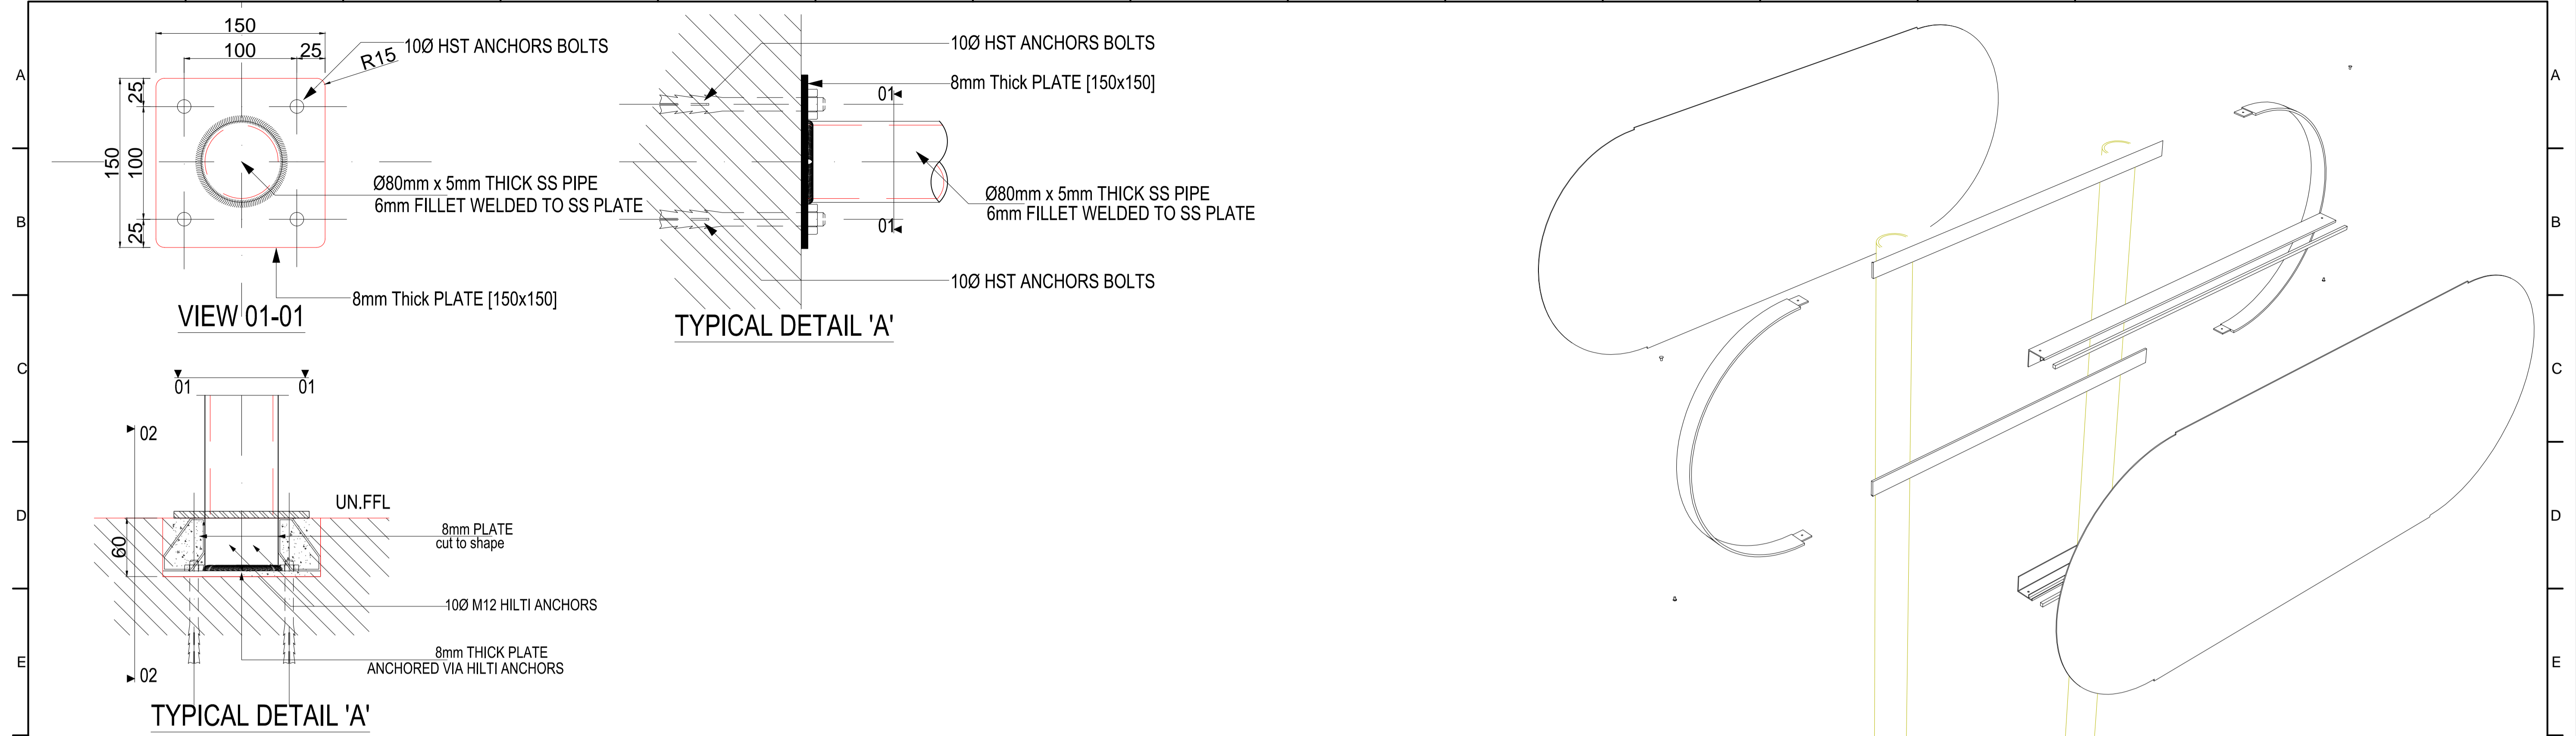 150
100
25
10Ø HST ANCHORS BOLTS
R15
25
150
100
25
Ø80mm x 5mm THICK SS PIPE
6mm FILLET WELDED TO SS PLATE
8mm Thick PLATE [150x150]
VIEW 01-01
10Ø HST ANCHORS BOLTS
8mm Thick PLATE [150x150]
01
Ø80mm x 5mm THICK SS PIPE
6mm FILLET WELDED TO SS PLATE
01
10Ø HST ANCHORS BOLTS
TYPICAL DETAIL 'A'
01
01
02
UN.FFL
8mm PLATE
cut to shape
60
10Ø M12 HILTI ANCHORS
8mm THICK PLATE
ANCHORED VIA HILTI ANCHORS
02
TYPICAL DETAIL 'A'
A
B
C
D
E
A
B
C
D
E